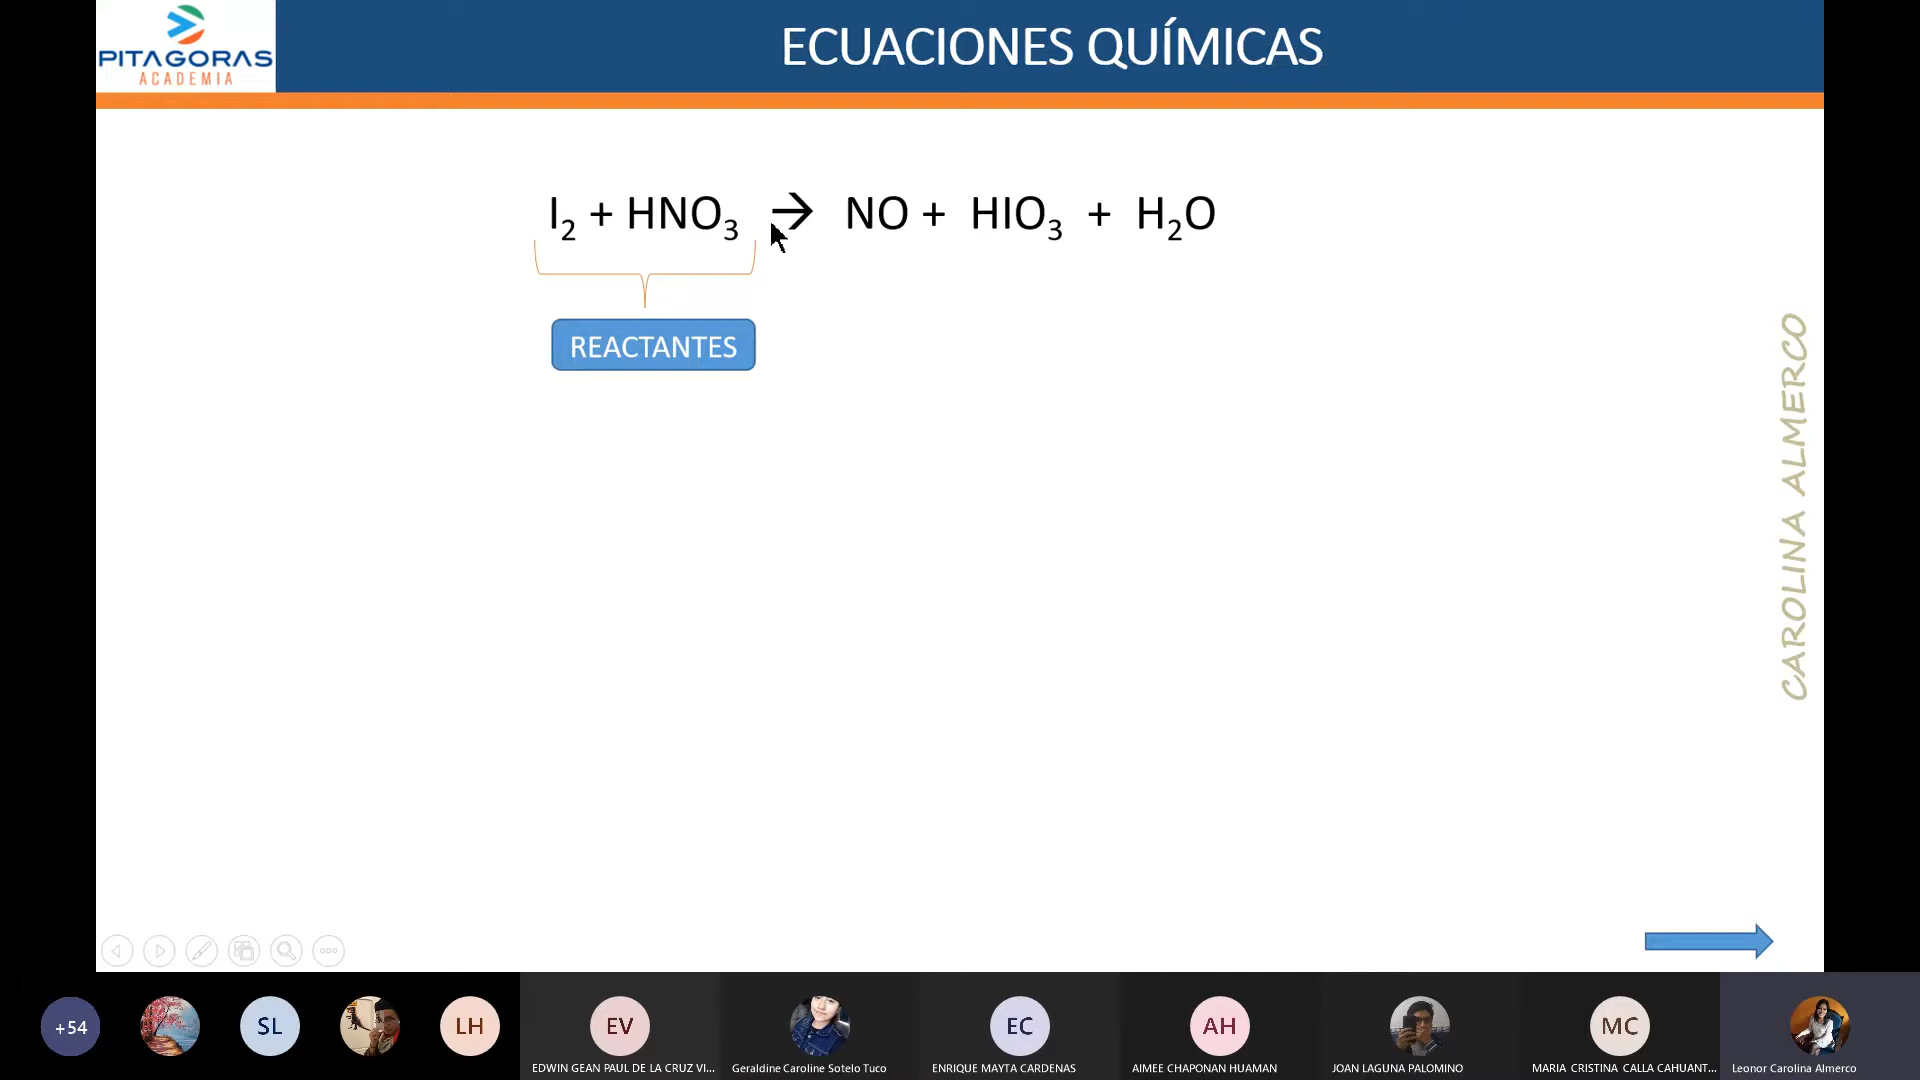 PITAGORAS
ACADEMIA
ECUACIONES QUÍMICAS
I₂ + HNO₃ → NO + HIO₃ + H₂O
REACTANTES
CAROLINA ALMERCO
+54
SL
LH
EV
EC
AH
MC
EDWIN GEAN PAUL DE LA CRUZ VI...
Geraldine Caroline Sotelo Tuco
ENRIQUE MAYTA CARDENAS
AIMEE CHAPONAN HUAMAN
JOAN LAGUNA PALOMINO
MARIA CRISTINA CALLA CAHUANT...
Leonor Carolina Almerco